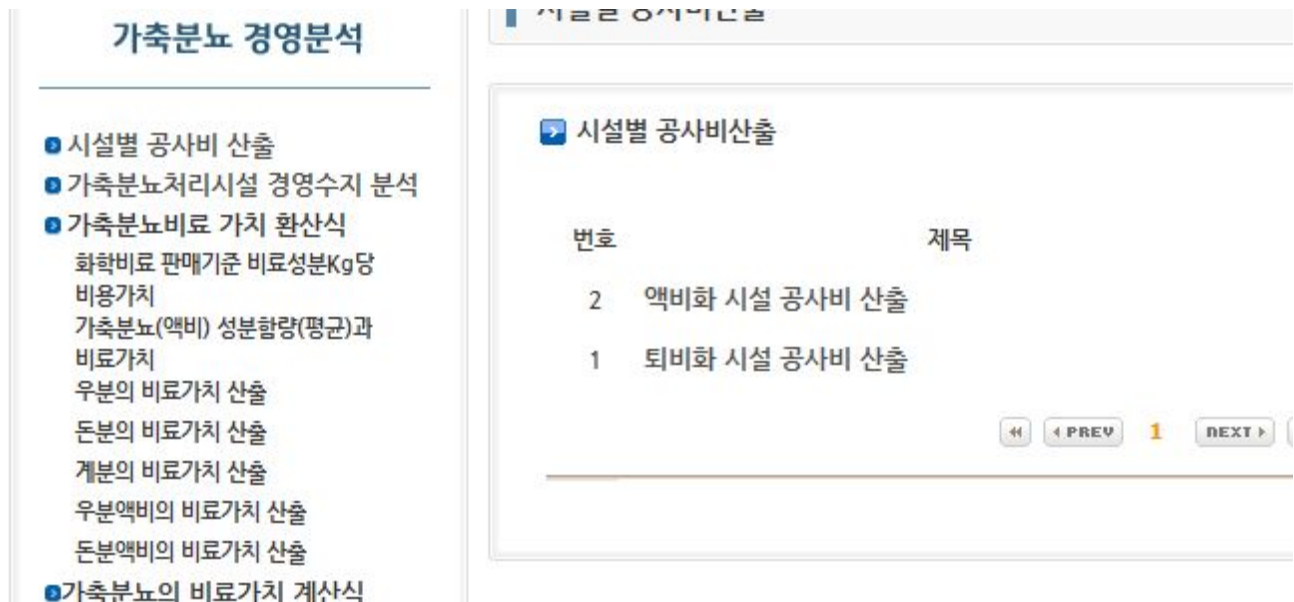 가축분뇨 경영분석
시설별 공사비 산출
가축분뇨처리시설 경영수지 분석
가축분뇨비료 가치 환산식
화학비료 판매기준 비료성분Kg당
비용가치
가축분뇨(액비) 성분함량(평균)과
비료가치
우분의 비료가치 산출
돈분의 비료가치 산출
계분의 비료가치 산출
우분액비의 비료가치 산출
돈분액비의 비료가치 산출
가축분뇨의 비료가치 계산식
시설별 공사비산출
시설별 공사비산출
번호 제목
2 액비화 시설 공사비 산출
1 퇴비화 시설 공사비 산출
PREV 1 NEXT